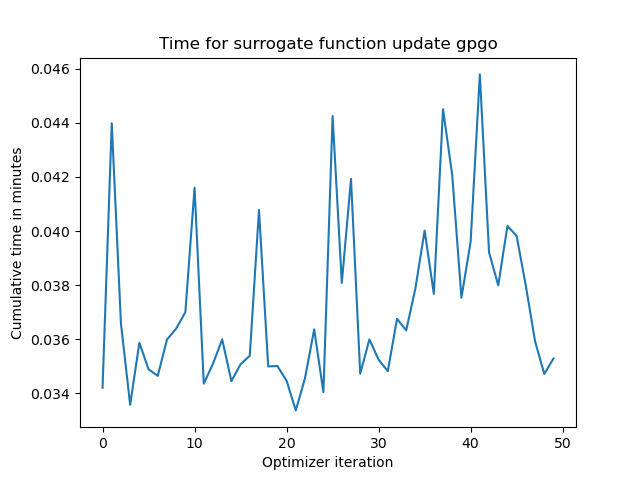 Time for surrogate function update gpgo
0.046
0.044
0.042
0.040
0.038
0.036
0.034
Cumulative time in minutes
0 10 20 30 40 50
Optimizer iteration